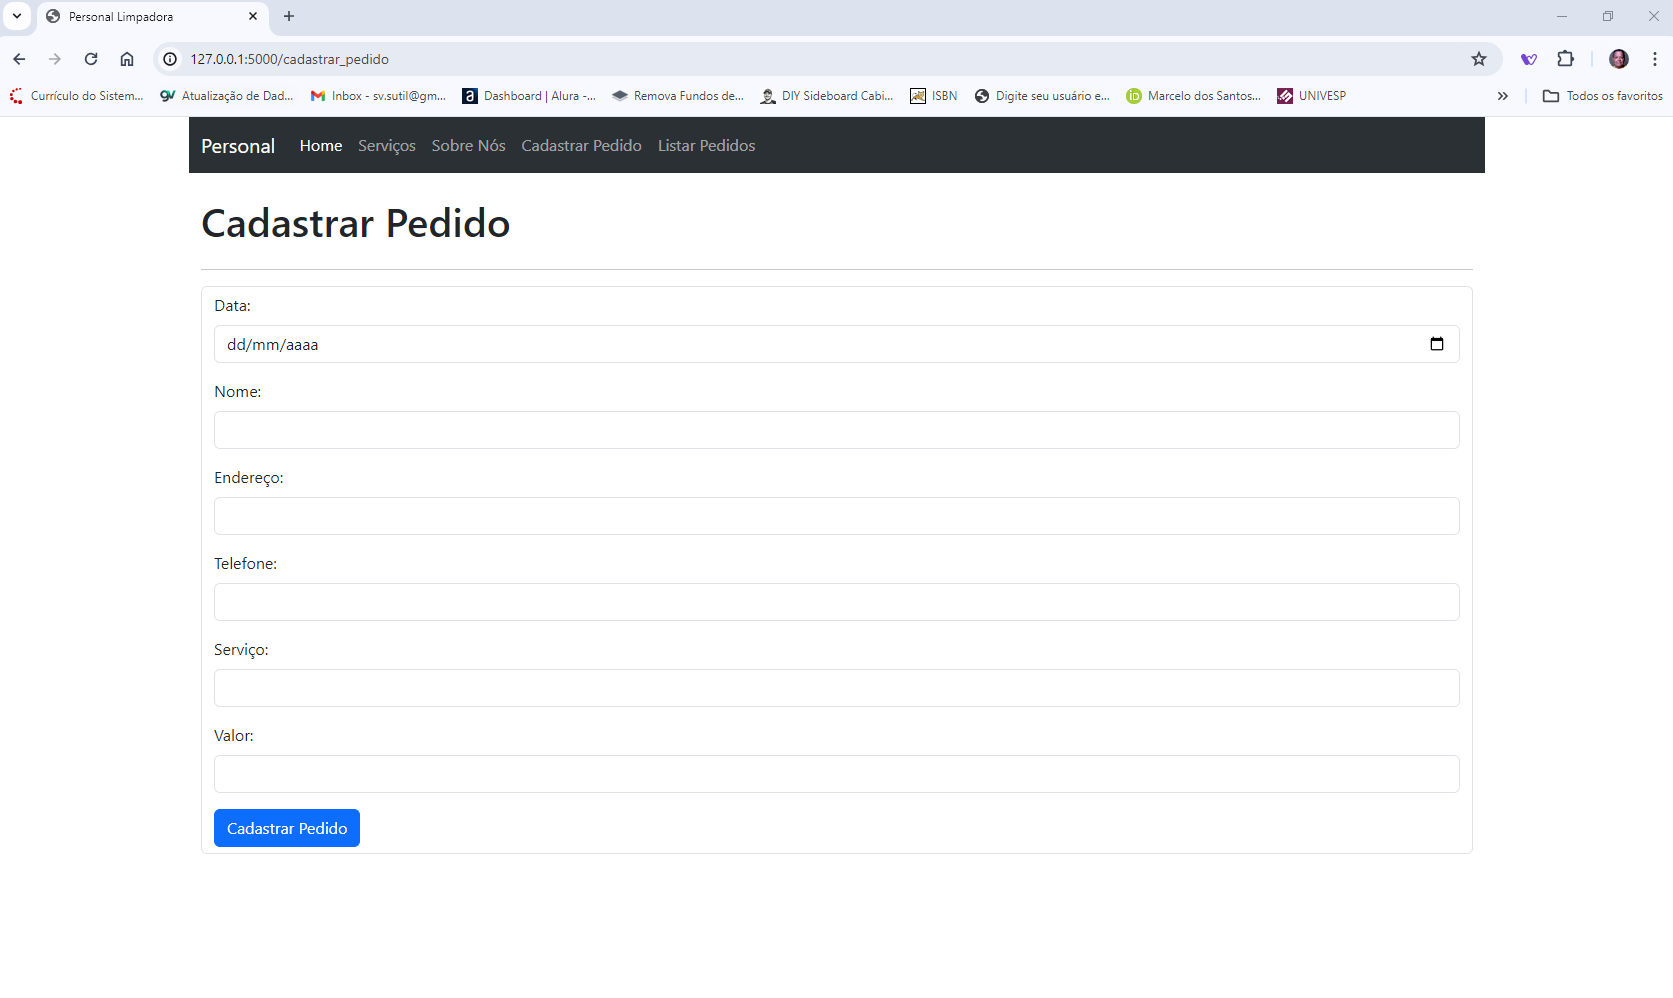 Personal Limpadora
127.0.0.1:5000/cadastrar_pedido
Currículo do Sistem... Atualização de Dad... Inbox - sv.sutil@gm... Dashboard | Alura -... Remova Fundos de... DIY Sideboard Cabi... ISBN Digite seu usuário e... Marcelo dos Santos... UNIVESP Todos os favoritos
Personal Home Serviços Sobre Nós Cadastrar Pedido Listar Pedidos
Cadastrar Pedido
Data:
dd/mm/aaaa
Nome:
Endereço:
Telefone:
Serviço:
Valor:
Cadastrar Pedido